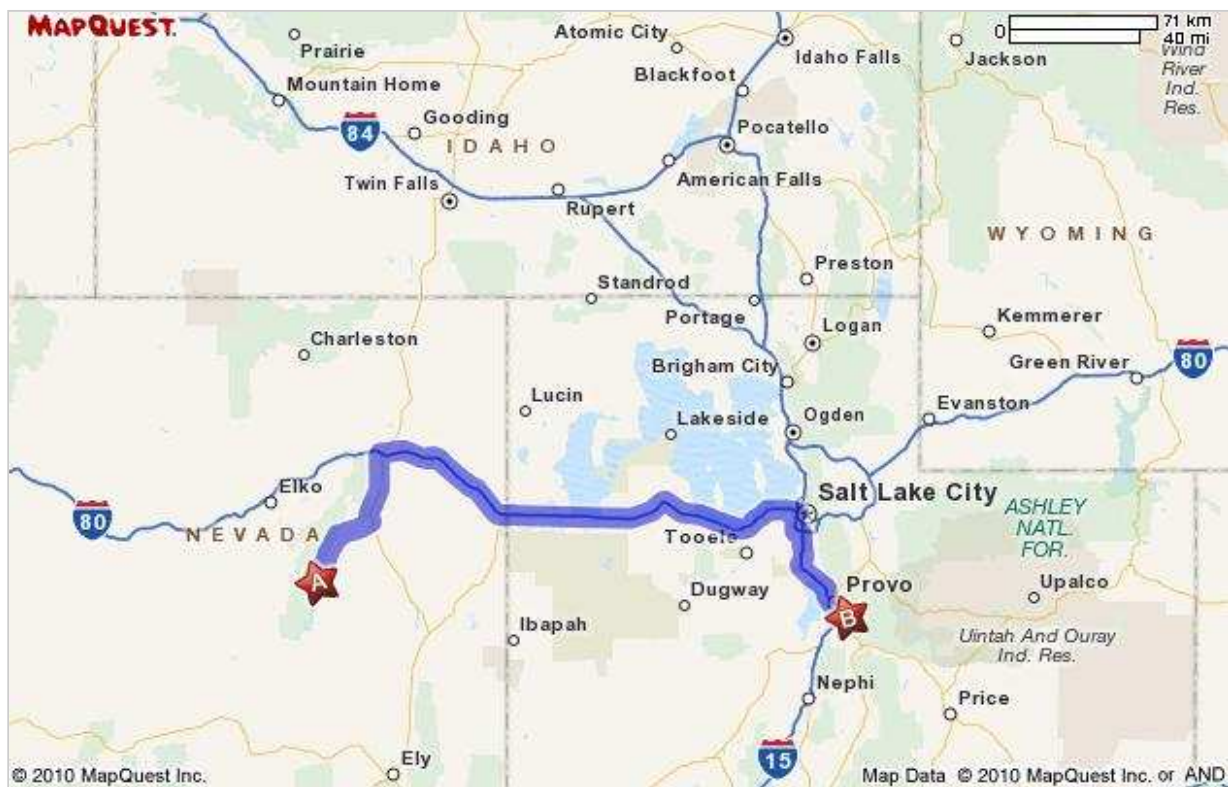 MAPQUEST.
71 km
0
40 mi
Prairie
Atomic City
Idaho Falls
Jackson
Wind
River
Ind.
Res.
Mountain Home
Blackfoot
84
Gooding
IDAHO
Pocatello
Twin Falls
Rupert
American Falls
WYOMING
Standrod
Preston
Portage
Logan
Kemmerer
Charleston
Brigham City
Green River
80
Lucin
Lakeside
Ogden
Evanston
Elko
80
NEVADA
Salt Lake City
ASHLEY
NATL.
FOR.
Tooele
A
Dugway
Provo
B
Upalco
Ibapah
Uintah And Ouray
Ind. Res.
Nephi
Price
Ely
15
© 2010 MapQuest Inc.
Map Data © 2010 MapQuest Inc. or AND